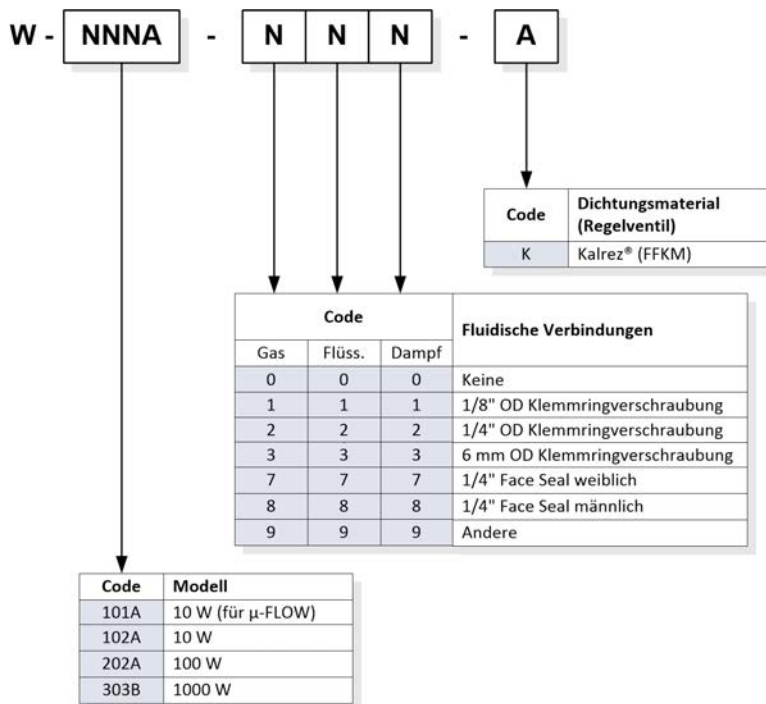 W - NNNA - N N N - A
Code Dichtungsmaterial
(Regelventil)
K Kalrez® (FFKM)
Code Fluidische Verbindungen
Gas Flüss. Dampf
0 0 0 Keine
1 1 1 1/8" OD Klemmringverschraubung
2 2 2 1/4" OD Klemmringverschraubung
3 3 3 6 mm OD Klemmringverschraubung
7 7 7 1/4" Face Seal weiblich
8 8 8 1/4" Face Seal männlich
9 9 9 Andere
Code Modell
101A 10 W (für µ-FLOW)
102A 10 W
202A 100 W
303B 1000 W